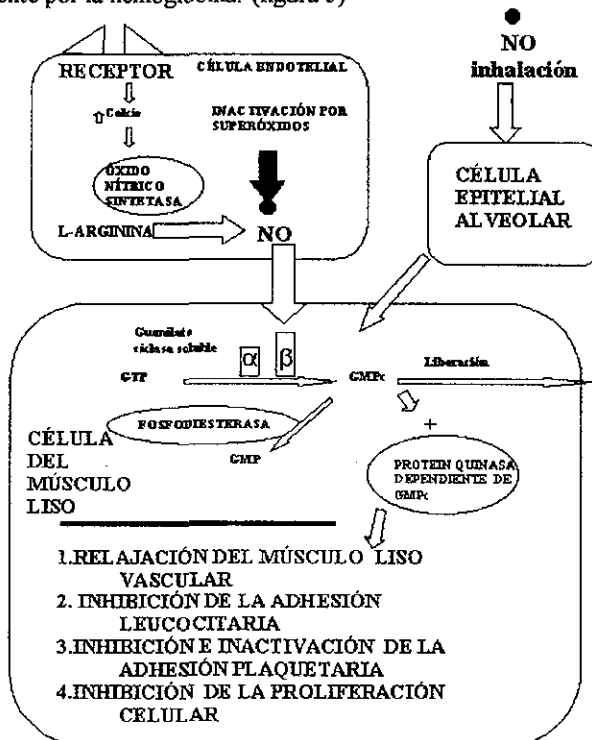 por la hemoglobina. (figura 5)
RECEPTOR
CÉLULA ENDOTELIAL
Calcio
INACTIVACIÓN POR
SUPERÓXIDOS
ÓXIDO
NÍTRICO
SINTETASA
L-ARGININA
NO
NO
inhalación
CÉLULA
EPITELIAL
ALVEOLAR
Guanilato
ciclasa soluble
α
β
GTP
GMPc
Liberación
FOSFODIESTERASA
GMP
+
PROTEIN QUINASA
DEPENDIENTE DE
GMPc
CÉLULA
DEL
MÚSCULO
LISO
1.RELAJACIÓN DEL MÚSCULO LISO
VASCULAR
2. INHIBICIÓN DE LA ADHESIÓN
LEUCOCITARIA
3.INHIBICIÓN E INACTIVACIÓN DE LA
ADHESIÓN PLAQUETARIA
4.INHIBICIÓN DE LA PROLIFERACIÓN
CELULAR